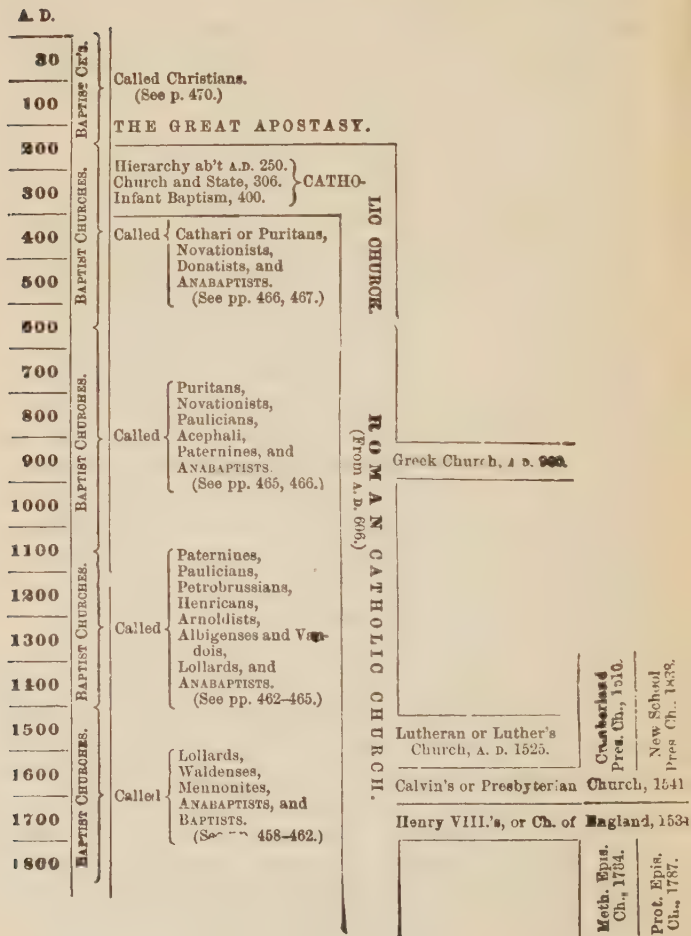 A. D.
30
100
200
300
400
500
600
700
800
900
1000
1100
1200
1300
1400
1500
1600
1700
1800
BAPTIST CH'S.
BAPTIST CHURCHES.
BAPTIST CHURCHES.
BAPTIST CHURCHES.
BAPTIST CHURCHES.
Called Christians.
(See p. 470.)
THE GREAT APOSTASY.
Hierarchy ab't A.D. 250.
Church and State, 306.
Infant Baptism, 400.
CATHO-
LIC CHURCH.
Called
Cathari or Puritans,
Novationists,
Donatists, and
ANABAPTISTS.
(See pp. 466, 467.)
Called
Puritans,
Novationists,
Paulicians,
Acephali,
Paternines, and
ANABAPTISTS.
(See pp. 465, 466.)
Called
Paternines,
Paulicians,
Petrobrussians,
Henricans,
Arnoldists,
Albigenses and Vau-
dois,
Lollards, and
ANABAPTISTS.
(See pp. 462–465.)
Called
Lollards,
Waldenses,
Mennonites,
ANABAPTISTS, and
BAPTISTS.
(See 458–462.)
ROMAN CATHOLIC CHURCH.
(From A. D. 606.)
Greek Church, A. D.
Lutheran or Luther's
Church, A. D. 1525.
Cumberland
Pres. Ch.,
New School
Pres. Ch., 1838.
Calvin's or Presbyterian Church, 1541
Henry VIII.'s, or Ch. of England, 1534
Meth. Epis.
Ch., 1784.
Prot. Epis.
Ch., 1787.